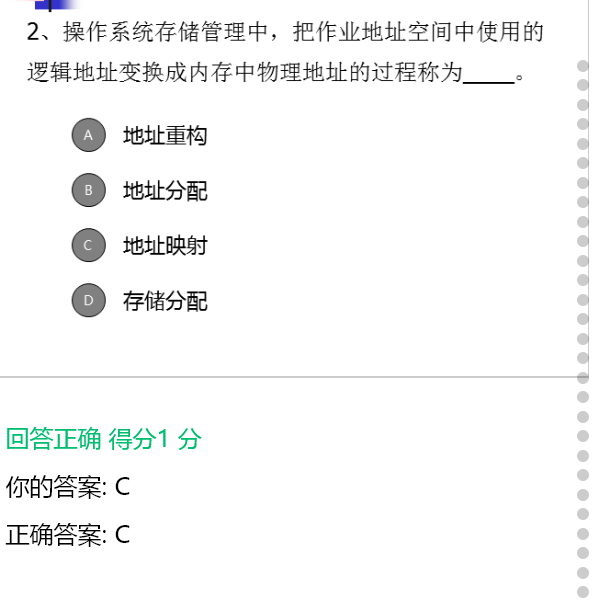 2、操作系统存储管理中，把作业地址空间中使用的
逻辑地址变换成内存中物理地址的过程称为_____。
A 地址重构
B 地址分配
C 地址映射
D 存储分配
回答正确 得分1 分
你的答案: C
正确答案: C